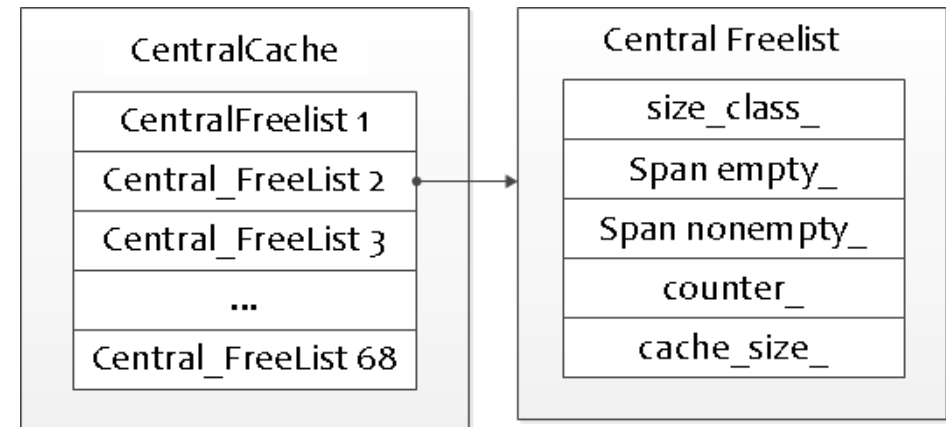 CentralCache
CentralFreelist 1
Central_FreeList 2
Central_FreeList 3
...
Central_FreeList 68
Central Freelist
size_class_
Span empty_
Span nonempty_
counter_
cache_size_